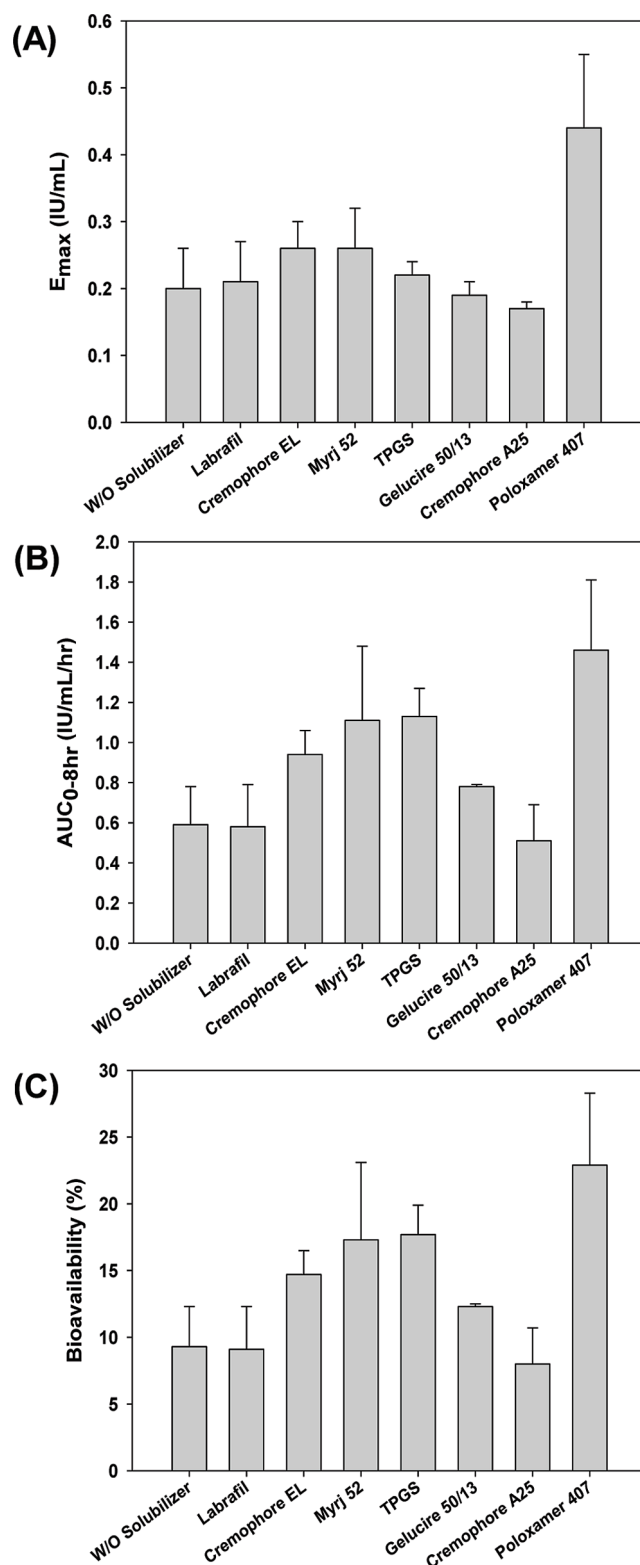 (A)
0.6
0.5
0.4
0.3
0.2
0.1
0.0
Emax (IU/mL)
W/O Solubilizer
Labrafil
Cremophore EL
Myrj 52
TPGS
Gelucire 50/13
Cremophore A25
Poloxamer 407
(B)
2.0
1.8
1.6
1.4
1.2
1.0
0.8
0.6
0.4
0.2
0.0
AUC0-8hr (IU/mL/hr)
W/O Solubilizer
Labrafil
Cremophore EL
Myrj 52
TPGS
Gelucire 50/13
Cremophore A25
Poloxamer 407
(C)
30
25
20
15
10
5
0
Bioavailability (%)
W/O Solubilizer
Labrafil
Cremophore EL
Myrj 52
TPGS
Gelucire 50/13
Cremophore A25
Poloxamer 407